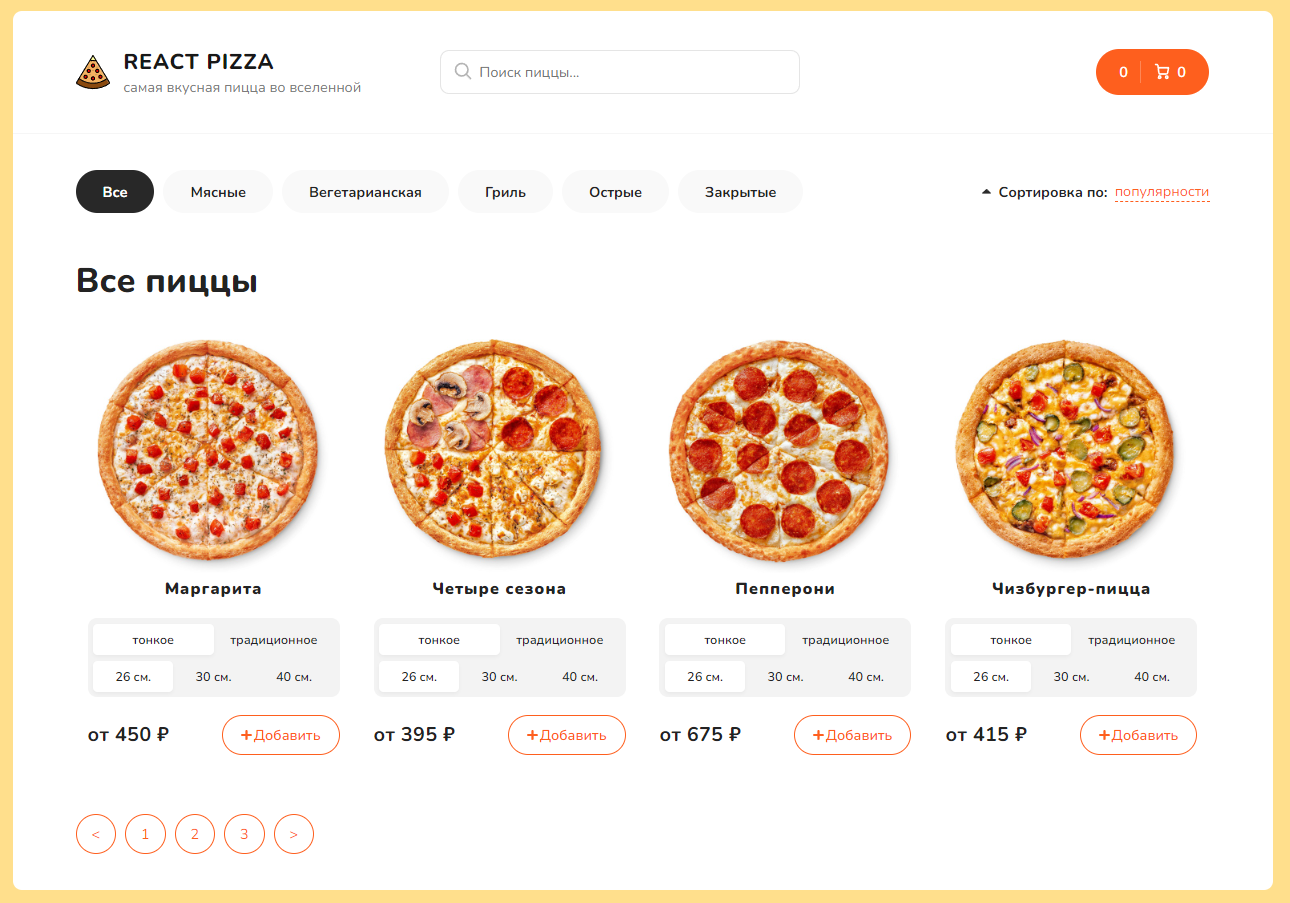 REACT PIZZA
самая вкусная пицца во вселенной
Поиск пиццы...
0 0
Все Мясные Вегетарианская Гриль Острые Закрытые Сортировка по: популярности
Все пиццы
Маргарита Четыре сезона Пепперони Чизбургер-пицца
тонкое традиционное тонкое традиционное тонкое традиционное тонкое традиционное
26 см. 30 см. 40 см. 26 см. 30 см. 40 см. 26 см. 30 см. 40 см. 26 см. 30 см. 40 см.
от 450 ₽ +Добавить от 395 ₽ +Добавить от 675 ₽ +Добавить от 415 ₽ +Добавить
< 1 2 3 >